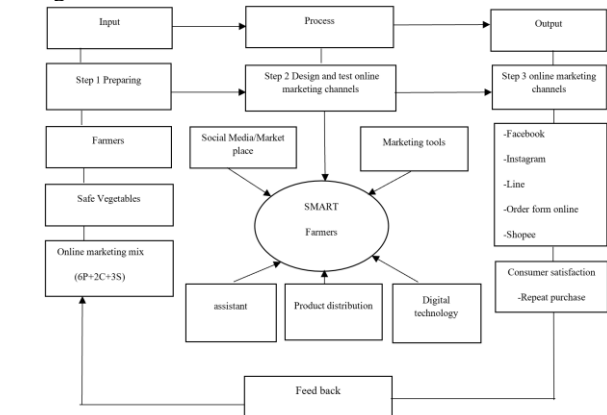 Input
Process
Output
Step 1 Preparing
Step 2 Design and test online
marketing channels
Step 3 online marketing
channels
Farmers
Social Media/Market
place
Marketing tools
-Facebook
-Instagram
-Line
-Order form online
-Shopee
Safe Vegetables
SMART
Farmers
Online marketing mix
(6P+2C+3S)
Consumer satisfaction
-Repeat purchase
assistant
Product distribution
Digital
technology
Feed back